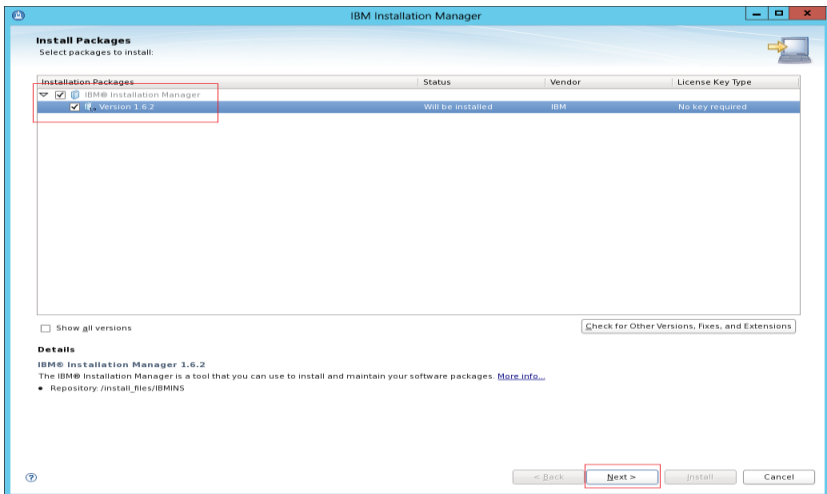 IBM Installation Manager
Install Packages
Select packages to install:
Installation Packages Status Vendor License Key Type
IBM® Installation Manager
Version 1.6.2 Will be installed IBM No key required
Show all versions Check for Other Versions, Fixes, and Extensions
Details
IBM® Installation Manager 1.6.2
The IBM® Installation Manager is a tool that you can use to install and maintain your software packages. More info...
• Repository: /install_files/IBMINS
? < Back Next > Install Cancel